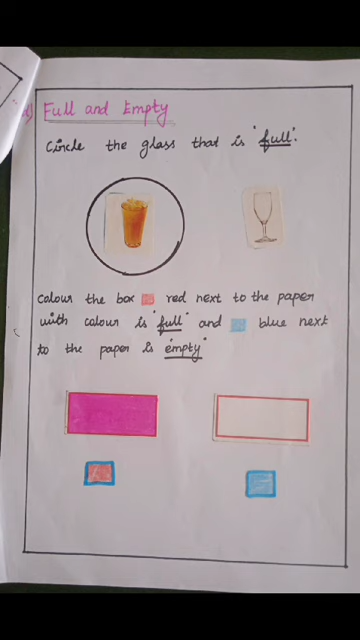 Full and Empty
Circle the glass that is "full".
Colour the box red next to the paper
with colour is "full" and blue next
to the paper is empty"